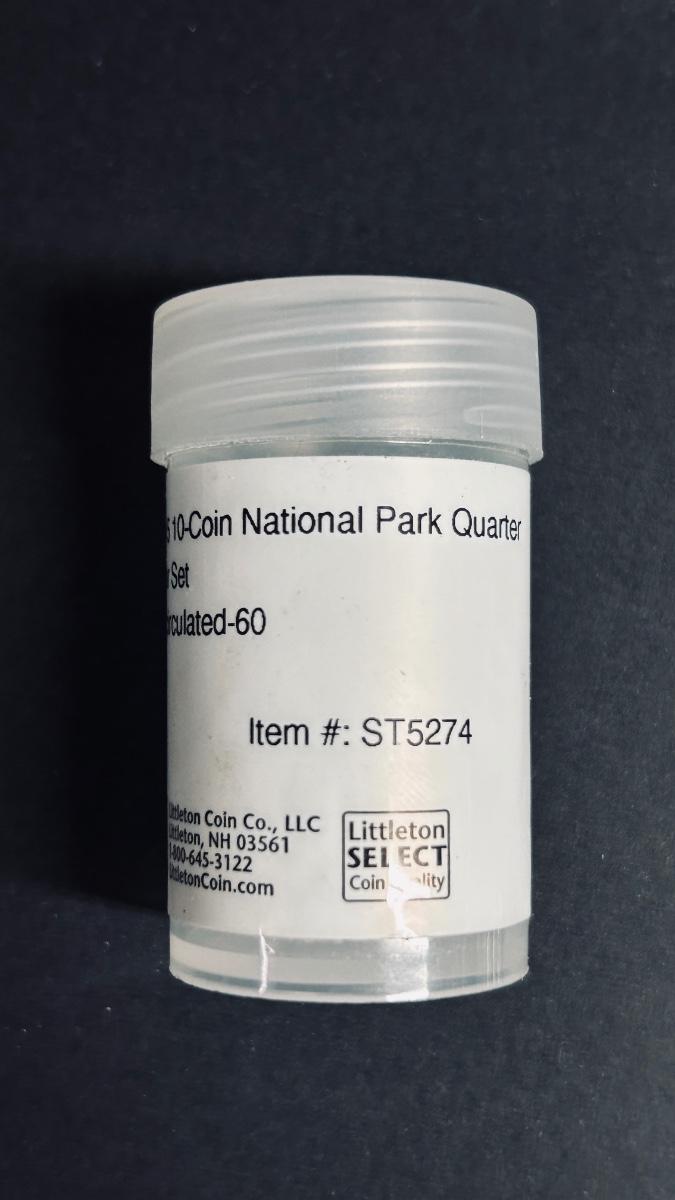 10-Coin National Park Quarter
Set
rculated-60
Item #: ST5274
Littleton Coin Co., LLC
Littleton, NH 03561
1-800-645-3122
LittletonCoin.com
Littleton
SELECT
Coin Quality